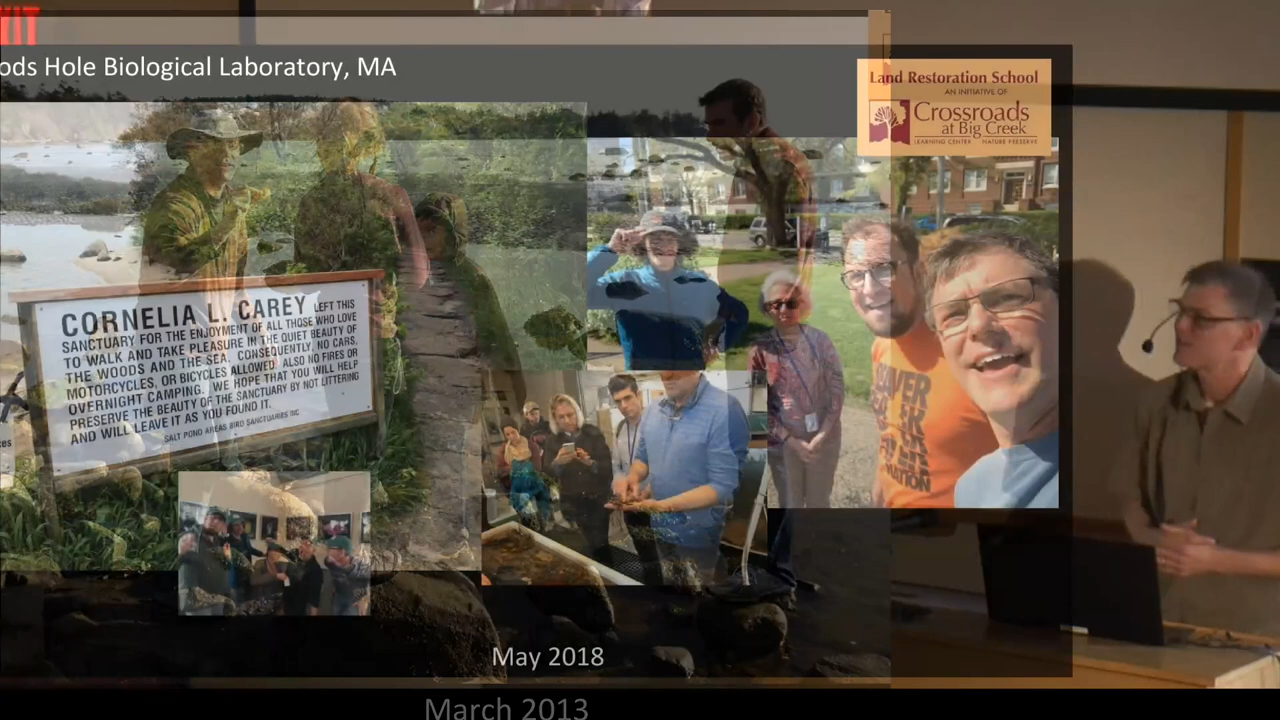 ods Hole Biological Laboratory, MA
Land Restoration School
AN INITIATIVE OF
Crossroads
at Big Creek
LEARNING CENTER NATURE PRESERVE
CORNELIA L. CAREY LEFT THIS
SANCTUARY FOR THE ENJOYMENT OF ALL THOSE WHO LOVE
TO WALK AND TAKE PLEASURE IN THE QUIET BEAUTY OF
THE WOODS AND THE SEA. CONSEQUENTLY, NO CARS,
MOTORCYCLES, OR BICYCLES ALLOWED. ALSO NO FIRES OR
OVERNIGHT CAMPING. WE HOPE THAT YOU WILL HELP
PRESERVE THE BEAUTY OF THE SANCTUARY BY NOT LITTERING
AND WILL LEAVE IT AS YOU FOUND IT.
SALT POND AREAS BIRD SANCTUARIES INC.
NATION
May 2018
March 2013